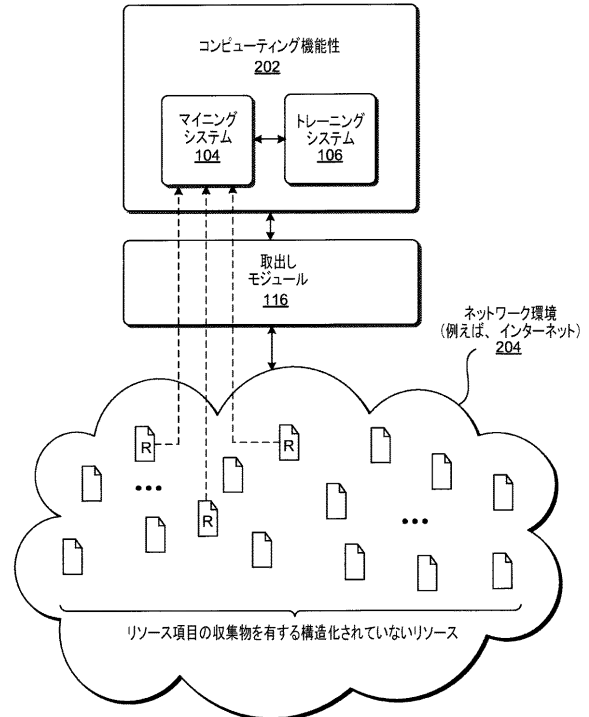 コンピューティング機能性
202
マイニング
システム
104
トレーニング
システム
106
取出し
モジュール
116
ネットワーク環境
(例えば、インターネット)
204
R
R
R
リソース項目の収集物を有する構造化されていないリソース